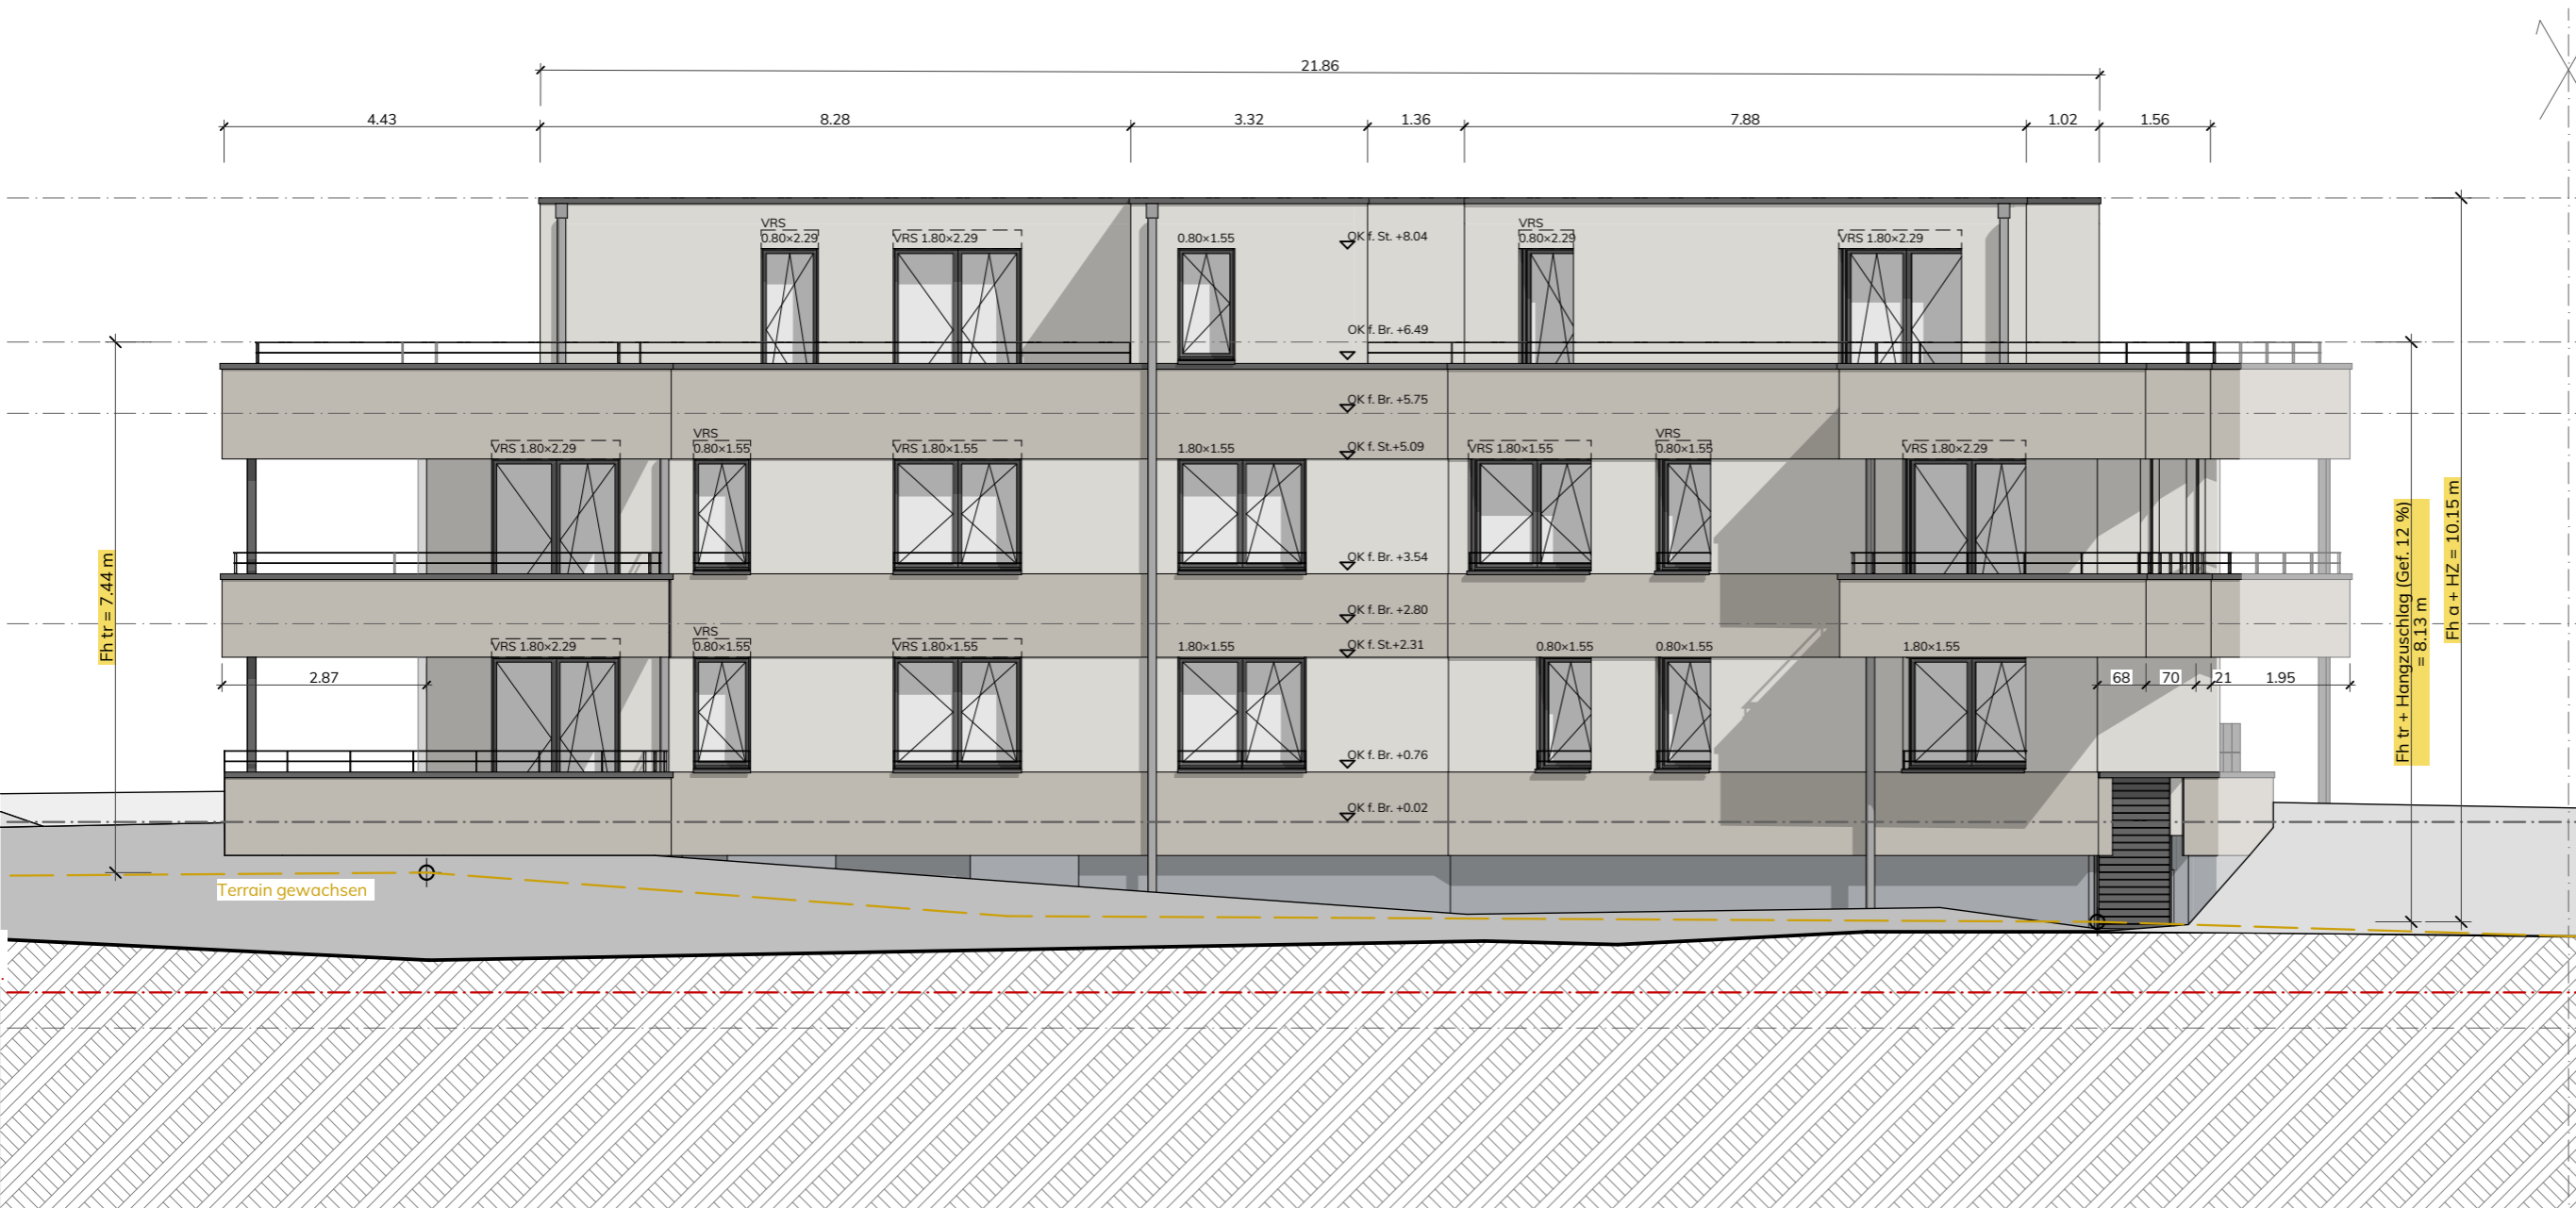 21.86
4.43 8.28 3.32 1.36 7.88 1.02 1.56
VRS
0.80×2.29
VRS 1.80×2.29
0.80×1.55
OK f. St. +8.04
VRS
0.80×2.29
VRS 1.80×2.29
OK f. Br. +6.49
OK f. Br. +5.75
VRS 1.80×2.29
VRS
0.80×1.55
VRS 1.80×1.55
1.80×1.55
OK f. St.+5.09
VRS 1.80×1.55
VRS
0.80×1.55
VRS 1.80×2.29
OK f. Br. +3.54
OK f. Br. +2.80
VRS 1.80×2.29
VRS
0.80×1.55
VRS 1.80×1.55
1.80×1.55
OK f. St.+2.31
0.80×1.55
0.80×1.55
1.80×1.55
2.87
68 70 21 1.95
OK f. Br. +0.76
OK f. Br. +0.02
Fh tr = 7.44 m
Fh tr + Hangzuschlag (Gef. 12 %)
= 8.13 m
Fh a + HZ = 10.15 m
Terrain gewachsen